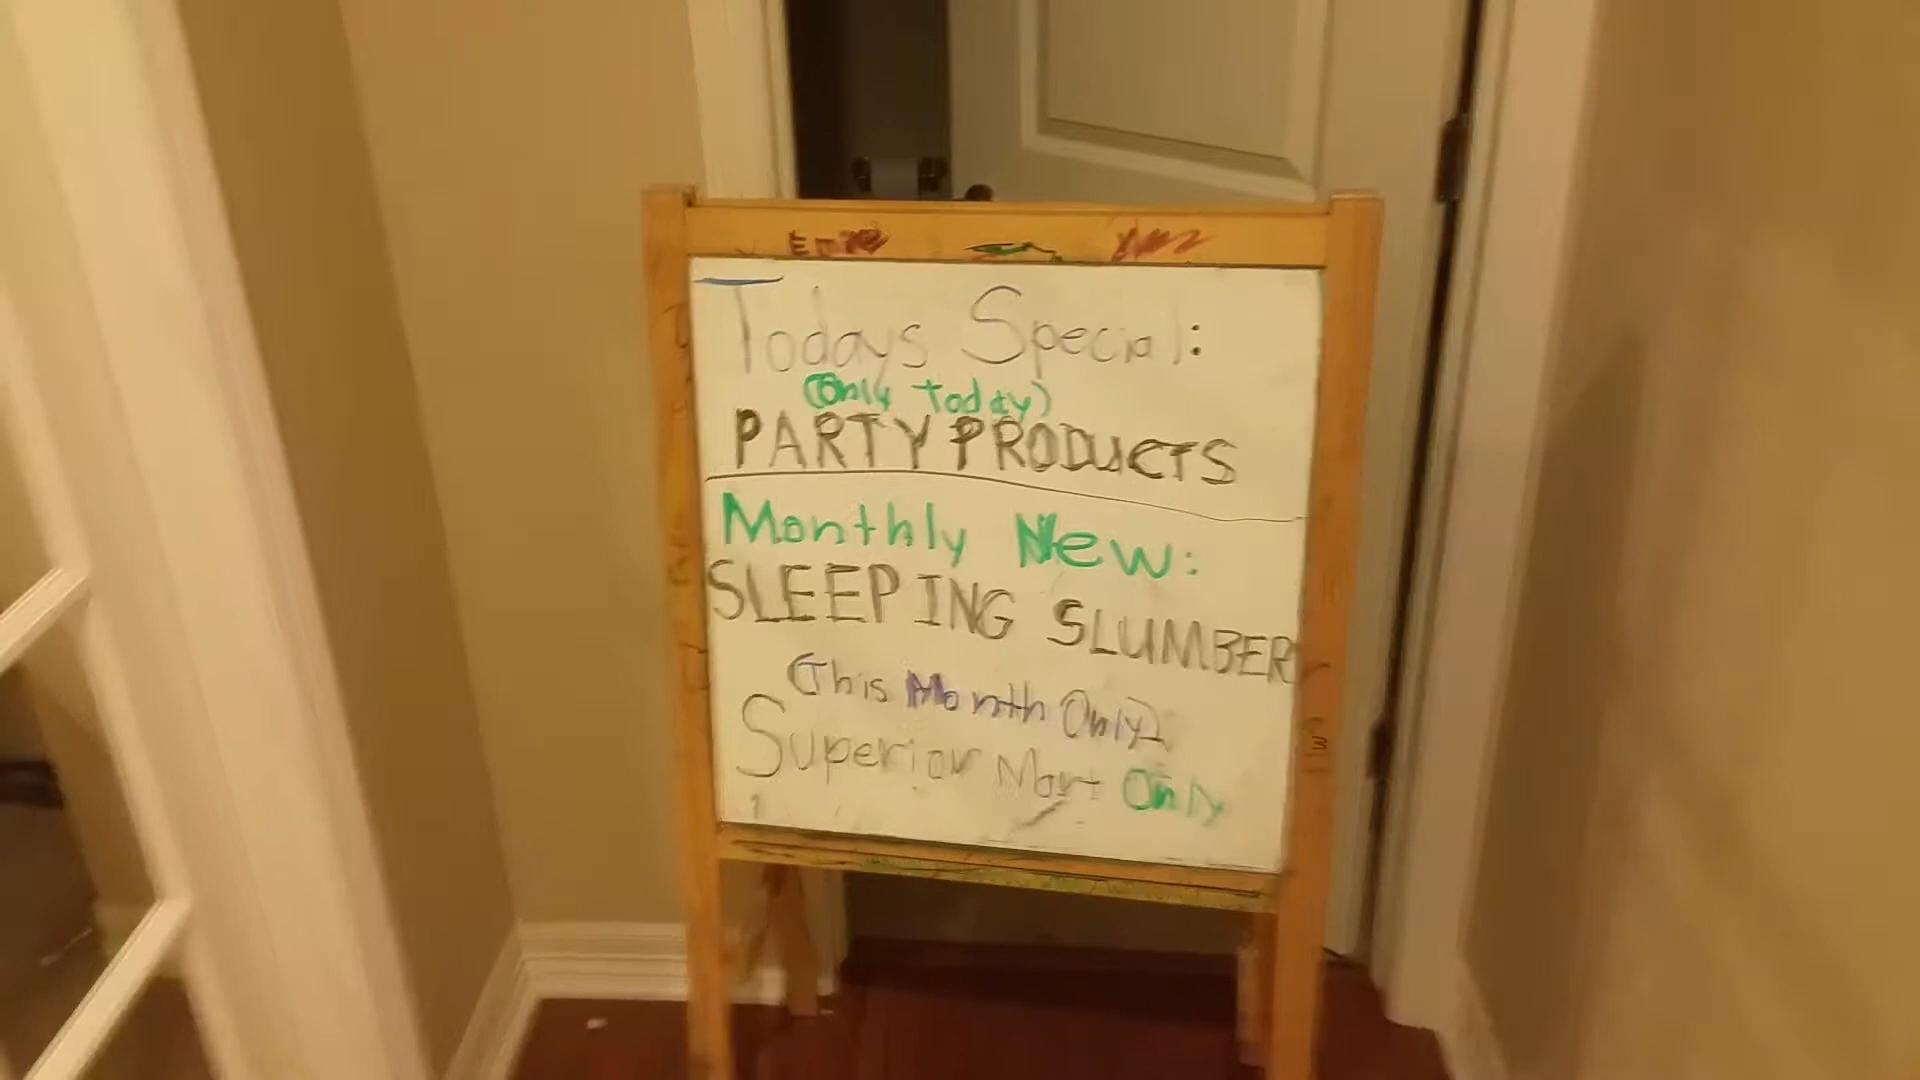 Todays Special:
(Only Today)
PARTY PRODUCTS
Monthly New:
SLEEPING SLUMBER
(This Month Only)
Superior Mart Only